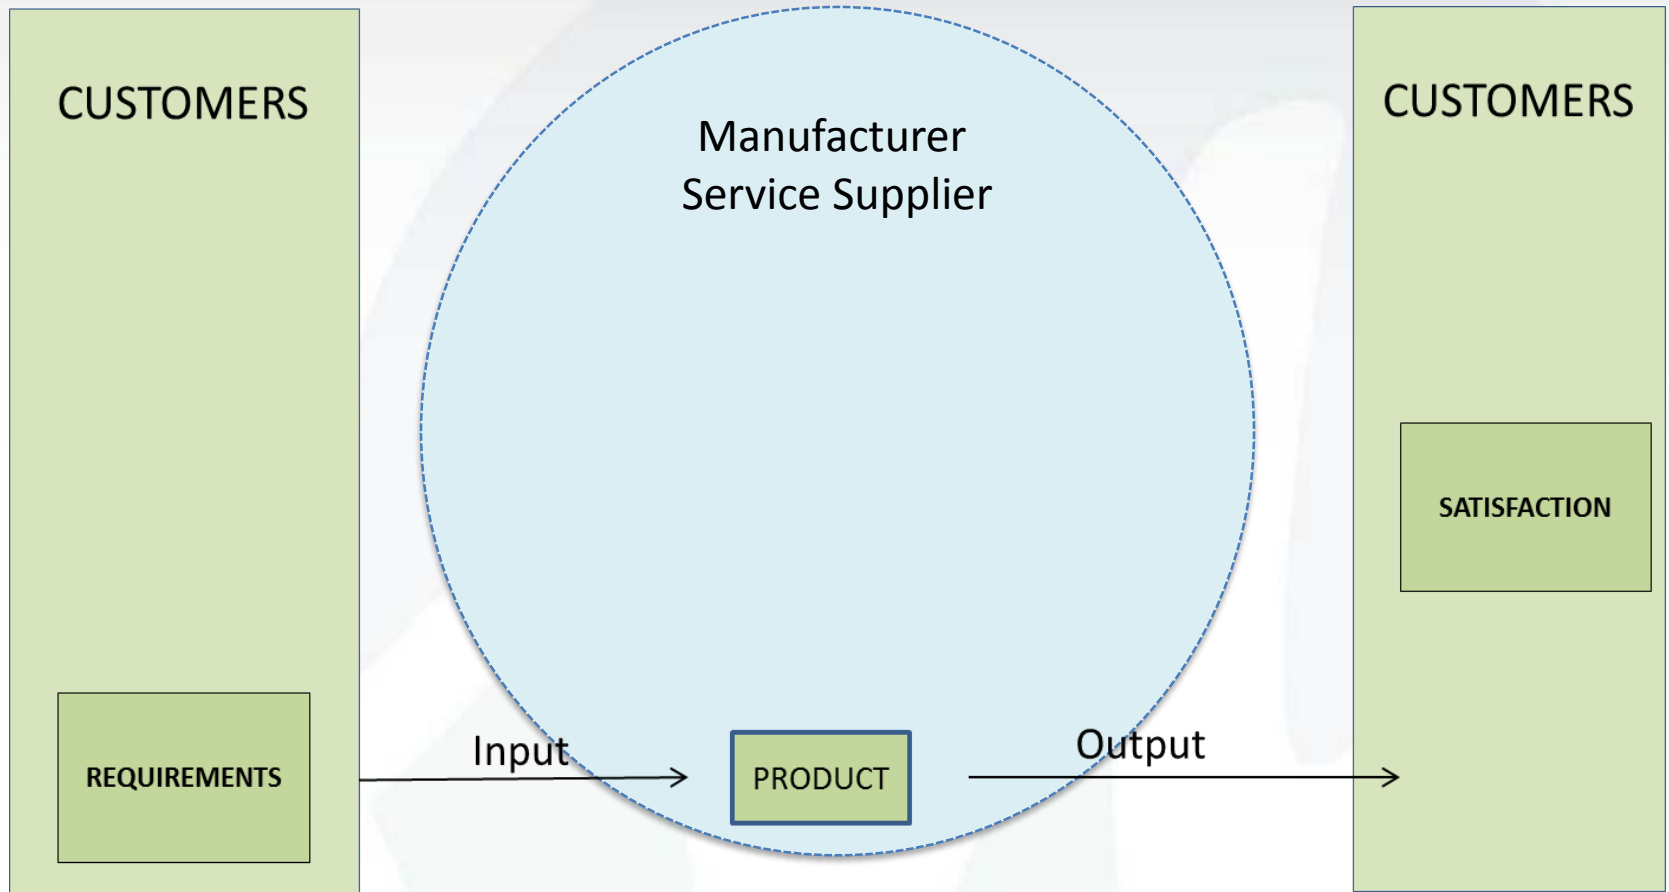 CUSTOMERS
REQUIREMENTS
Manufacturer
Service Supplier
Input
PRODUCT
Output
CUSTOMERS
SATISFACTION